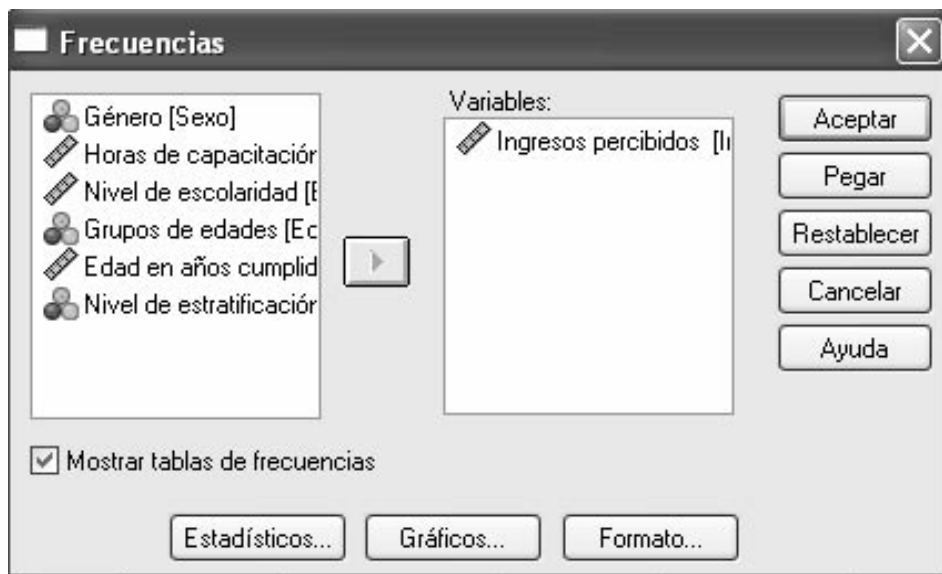 Frecuencias
Género [Sexo]
Horas de capacitación
Nivel de escolaridad [E
Grupos de edades [Ec
Edad en años cumplid
Nivel de estratificación
Variables:
Ingresos percibidos [Ir
Aceptar
Pegar
Restablecer
Cancelar
Ayuda
Mostrar tablas de frecuencias
Estadísticos...
Gráficos...
Formato...